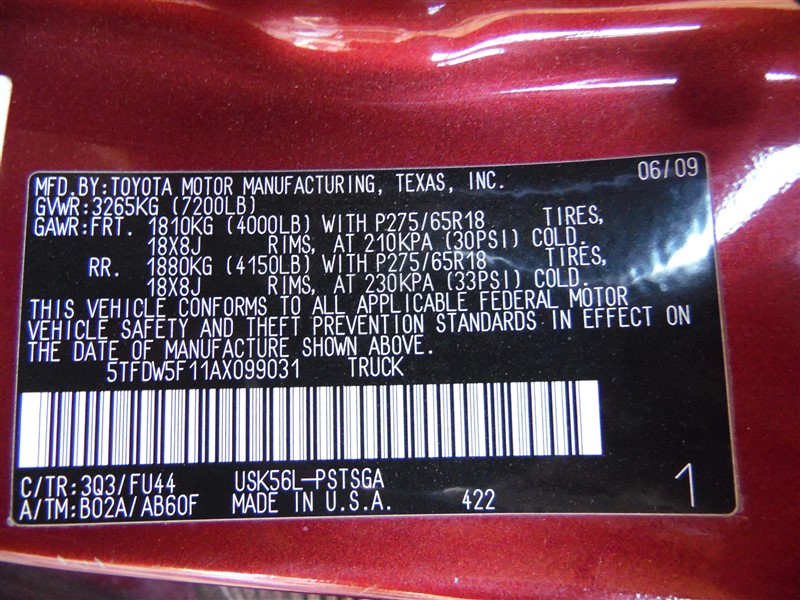 06/09
MFD.BY:TOYOTA MOTOR MANUFACTURING, TEXAS, INC.
GVWR:3265KG (7200LB)
GAWR:FRT. 1810KG (4000LB) WITH P275/65R18 TIRES,
18X8J RIMS, AT 210KPA (30PSI) COLD.
RR. 1880KG (4150LB) WITH P275/65R18 TIRES,
18X8J RIMS, AT 230KPA (33PSI) COLD.
THIS VEHICLE CONFORMS TO ALL APPLICABLE FEDERAL MOTOR
VEHICLE SAFETY AND THEFT PREVENTION STANDARDS IN EFFECT ON
THE DATE OF MANUFACTURE SHOWN ABOVE.
5TFDW5F11AX099031 TRUCK
C/TR:3Q3/FU44 USK56L-PSTSGA
A/TM:B02A/AB60F MADE IN U.S.A. 422 1